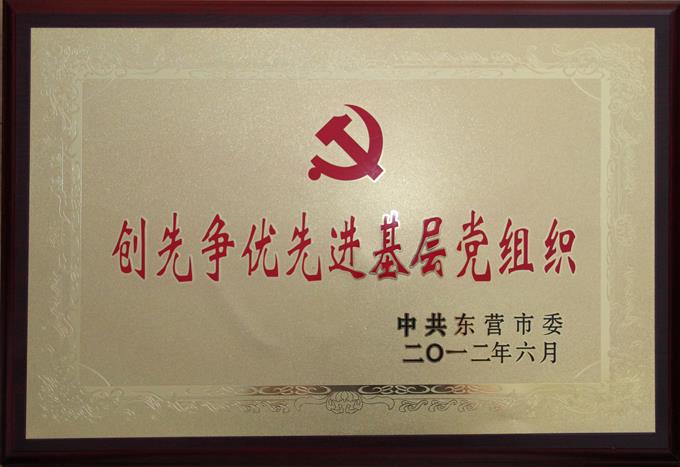 创先争优先进基层党组织
中共东营市委
二〇一二年六月